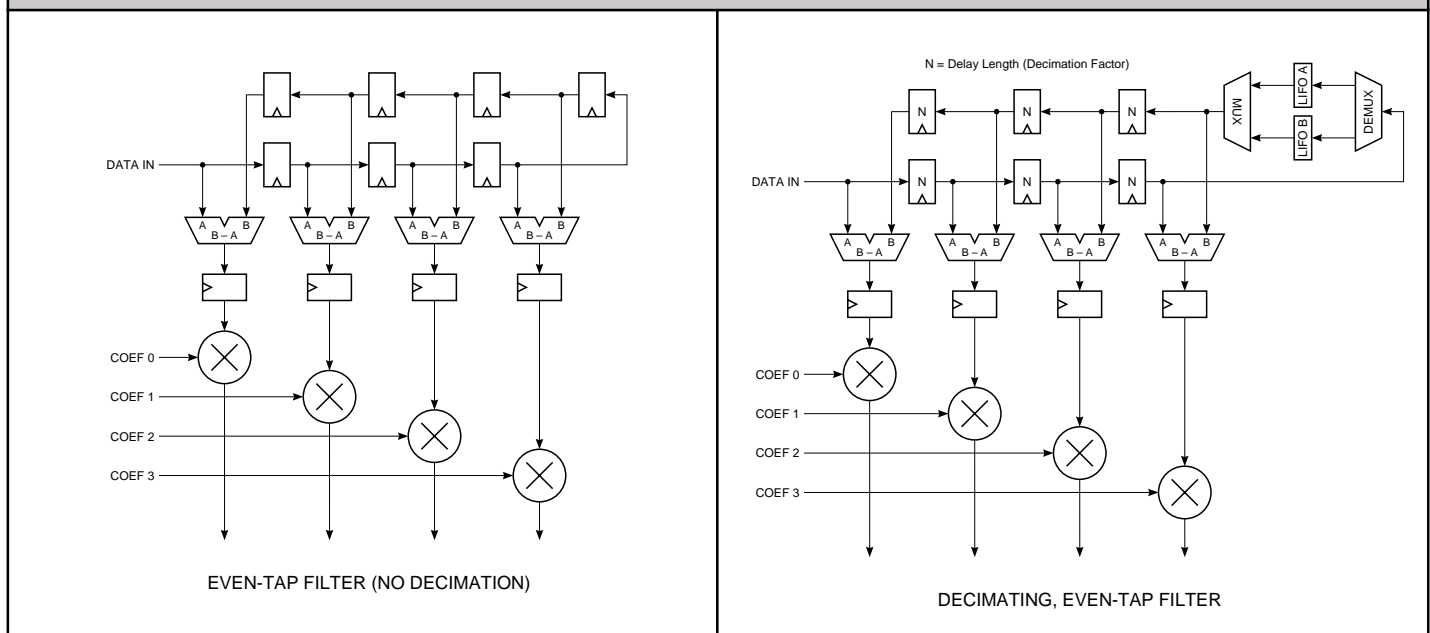 DATA IN
A B A B A B A B
B – A B – A B – A B – A
COEF 0
COEF 1
COEF 2
COEF 3
EVEN-TAP FILTER (NO DECIMATION)
N = Delay Length (Decimation Factor)
N N N
MUX
LIFO A
LIFO B
DEMUX
DATA IN
N N N
A B A B A B A B
B – A B – A B – A B – A
COEF 0
COEF 1
COEF 2
COEF 3
DECIMATING, EVEN-TAP FILTER